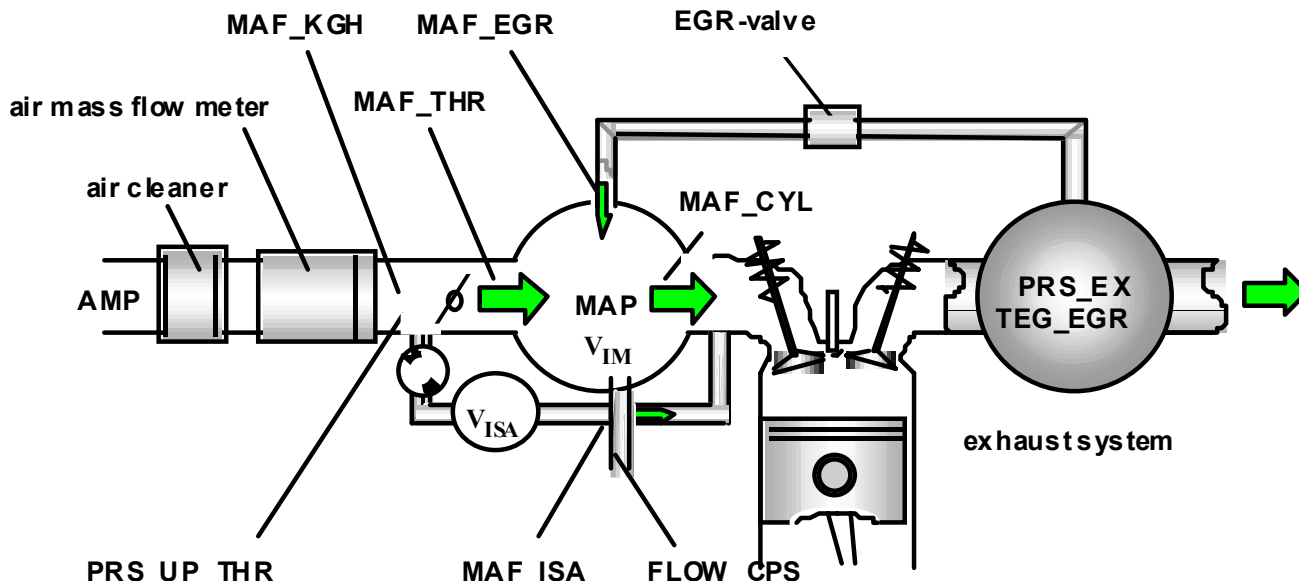 MAF_KGH
MAF_EGR
EGR-valve
air mass flow meter
MAF_THR
air cleaner
MAF_CYL
AMP
MAP
V_IM
PRS_EX
TEG_EGR
V_ISA
exhaust system
PRS_UP_THR
MAF_ISA
FLOW_CPS